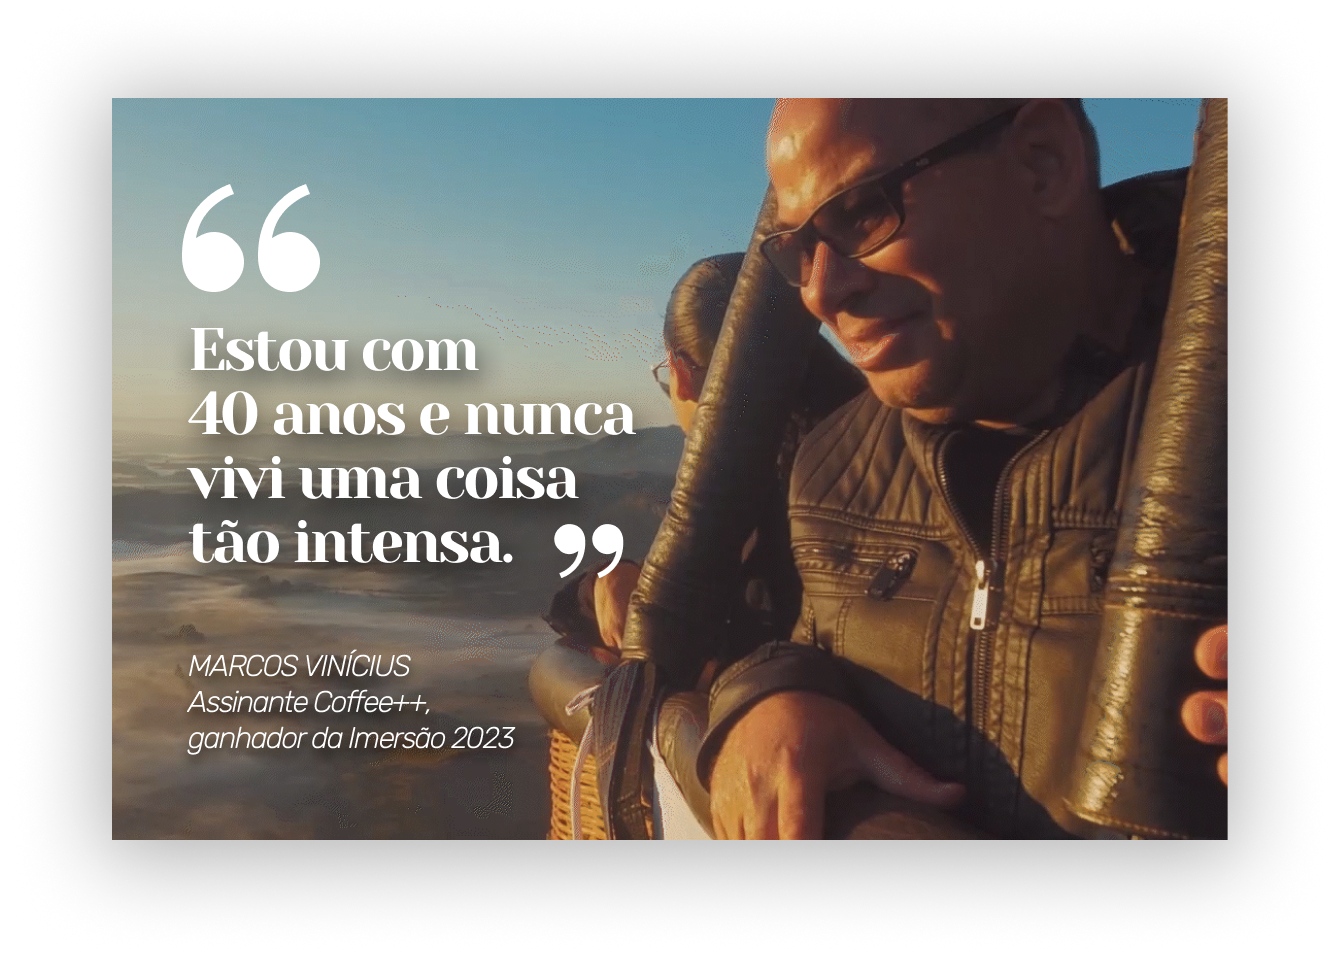 “
Estou com
40 anos e nunca
vivi uma coisa
tão intensa. ”
MARCOS VINÍCIUS
Assinante Coffee++,
ganhador da Imersão 2023